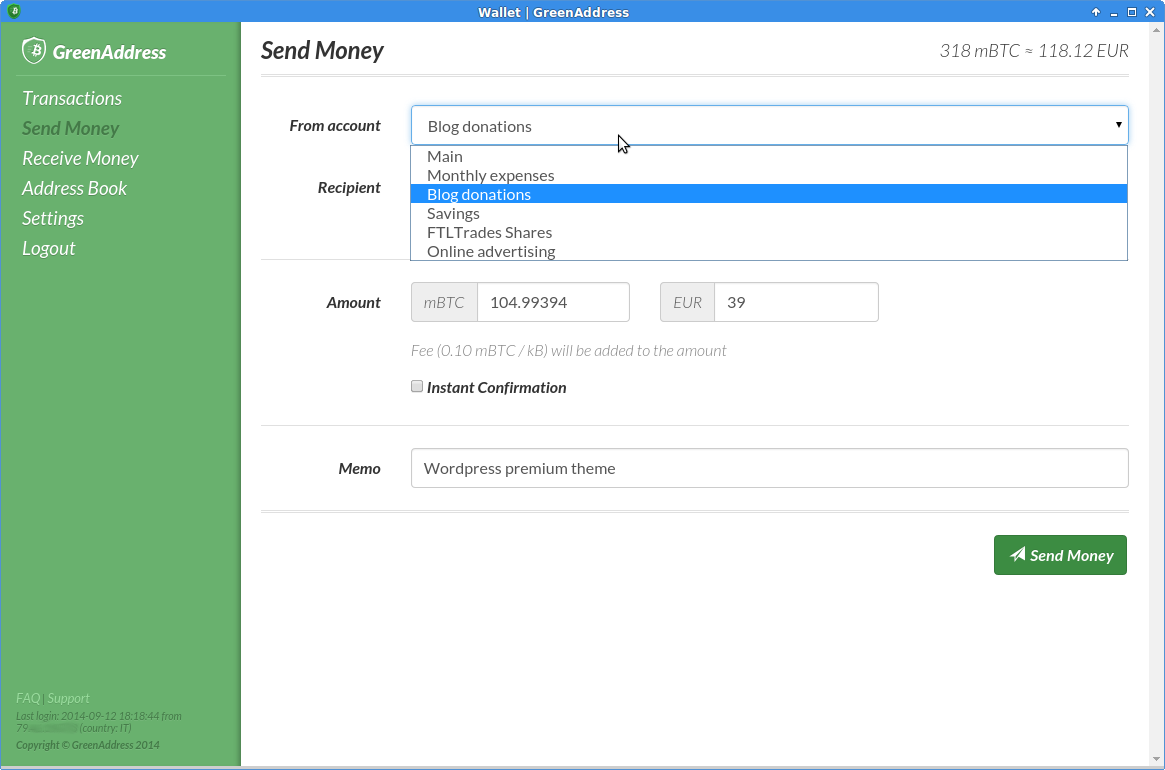 Wallet | GreenAddress
GreenAddress
Transactions
Send Money
Receive Money
Address Book
Settings
Logout
FAQ | Support
Last login: 2014-09-12 18:18:44 from
79 (country: IT)
Copyright © GreenAddress 2014
Send Money
318 mBTC ≈ 118.12 EUR
From account
Blog donations
Main
Monthly expenses
Blog donations
Savings
FTLTrades Shares
Online advertising
Recipient
Amount
mBTC 104.99394
EUR 39
Fee (0.10 mBTC / kB) will be added to the amount
Instant Confirmation
Memo
Wordpress premium theme
Send Money